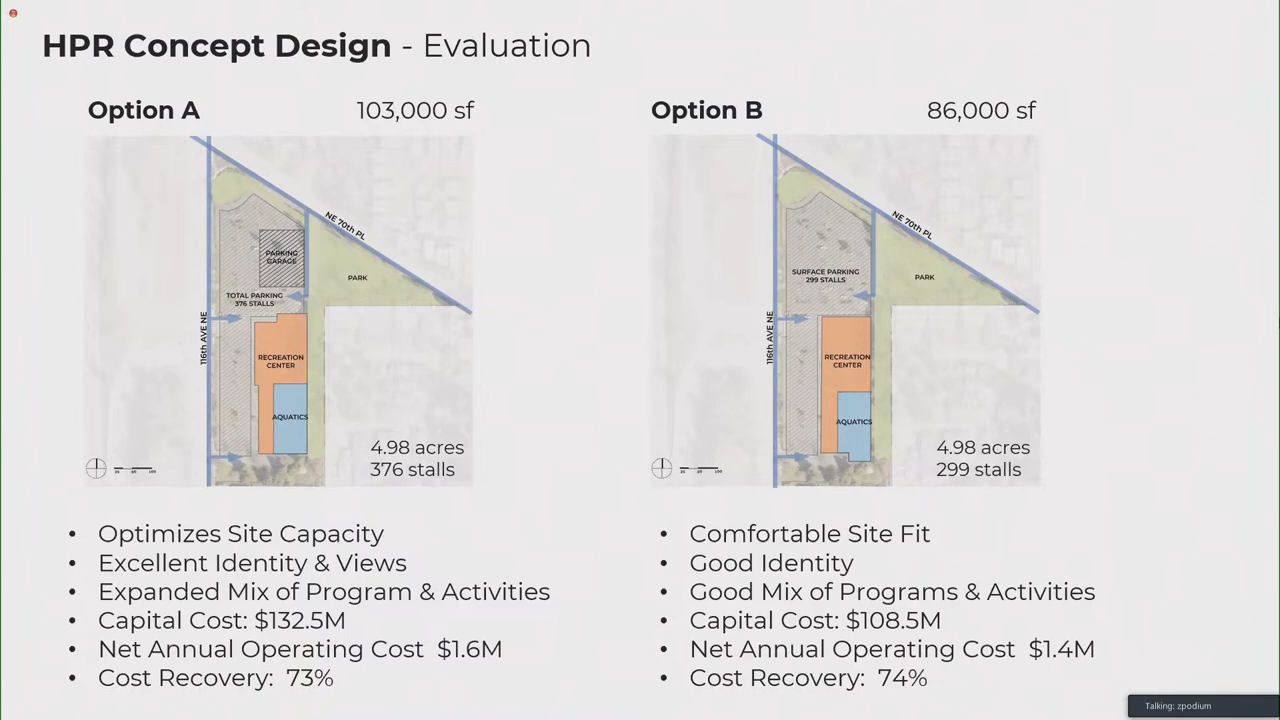 HPR Concept Design - Evaluation
Option A 103,000 sf
NE 70th PL
PARKING
GARAGE
PARK
TOTAL PARKING
376 STALLS
116th AVE NE
RECREATION
CENTER
AQUATICS
4.98 acres
376 stalls
• Optimizes Site Capacity
• Excellent Identity & Views
• Expanded Mix of Program & Activities
• Capital Cost: $132.5M
• Net Annual Operating Cost $1.6M
• Cost Recovery: 73%
Option B 86,000 sf
NE 70th PL
SURFACE PARKING
299 STALLS
PARK
116th AVE NE
RECREATION
CENTER
AQUATICS
4.98 acres
299 stalls
• Comfortable Site Fit
• Good Identity
• Good Mix of Programs & Activities
• Capital Cost: $108.5M
• Net Annual Operating Cost $1.4M
• Cost Recovery: 74%
Talking: zpodium